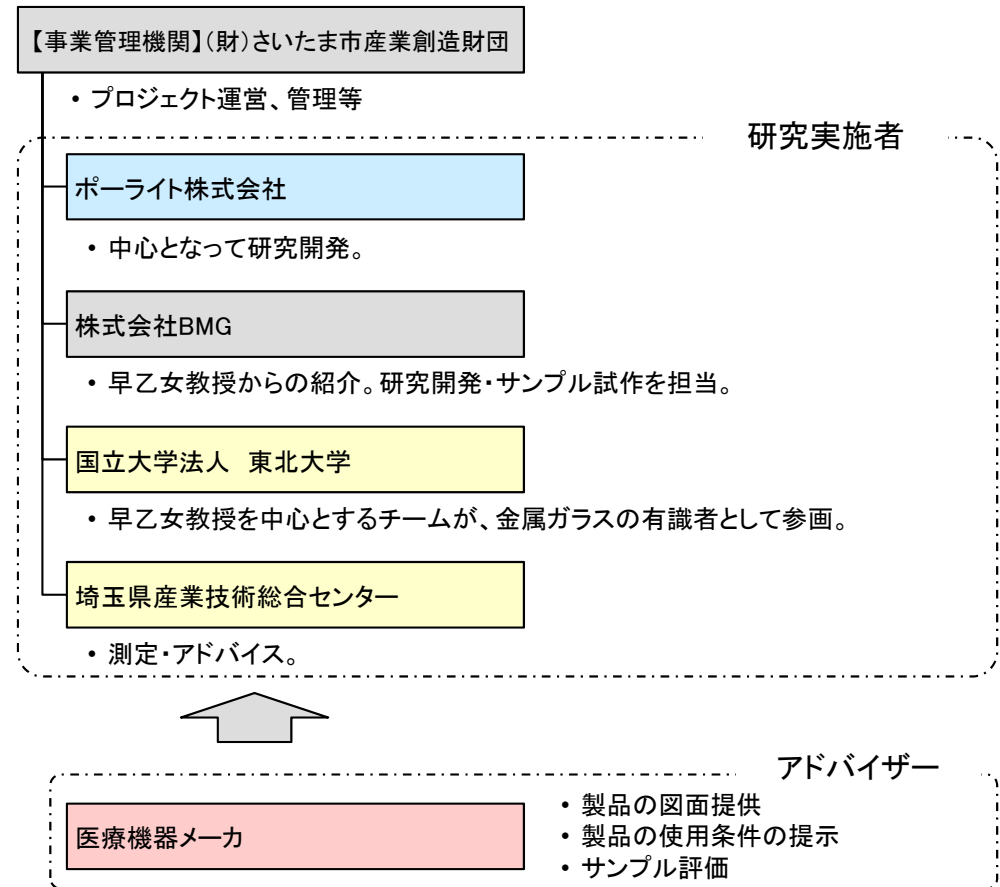 【事業管理機関】(財)さいたま市産業創造財団
• プロジェクト運営、管理等
研究実施者
ポーライト株式会社
• 中心となって研究開発。
株式会社BMG
• 早乙女教授からの紹介。研究開発・サンプル試作を担当。
国立大学法人　東北大学
• 早乙女教授を中心とするチームが、金属ガラスの有識者として参画。
埼玉県産業技術総合センター
• 測定・アドバイス。
アドバイザー
医療機器メーカ
• 製品の図面提供
• 製品の使用条件の提示
• サンプル評価